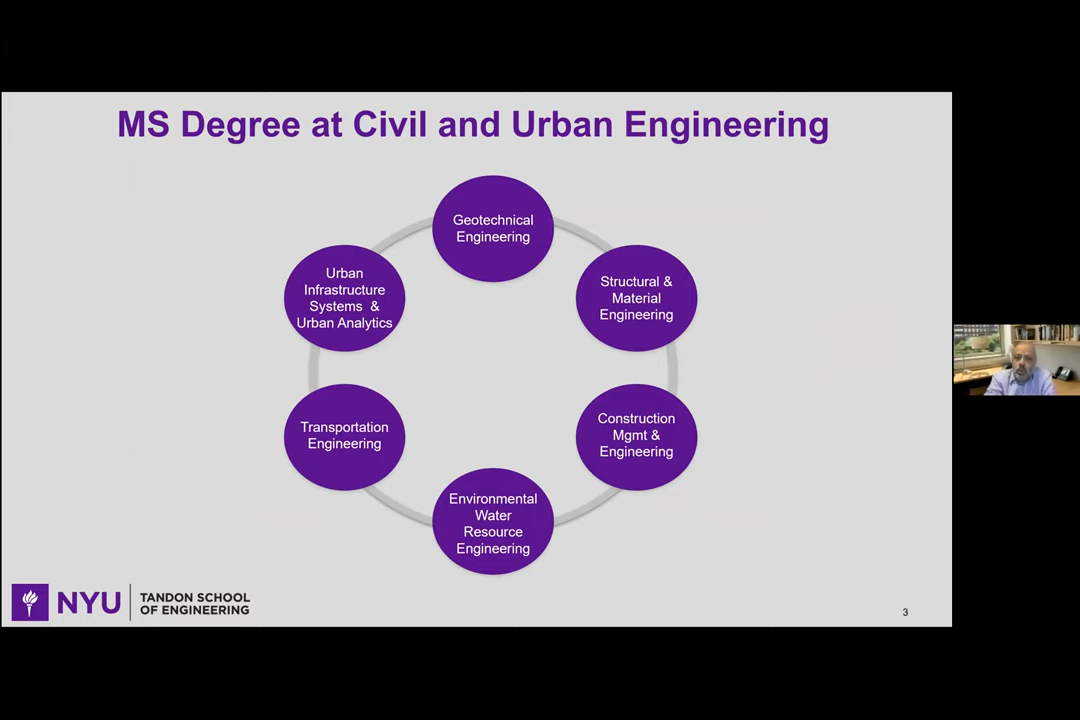 MS Degree at Civil and Urban Engineering
Geotechnical
Engineering
Structural &
Material
Engineering
Construction
Mgmt &
Engineering
Environmental
Water
Resource
Engineering
Transportation
Engineering
Urban
Infrastructure
Systems &
Urban Analytics
NYU
TANDON SCHOOL
OF ENGINEERING
3